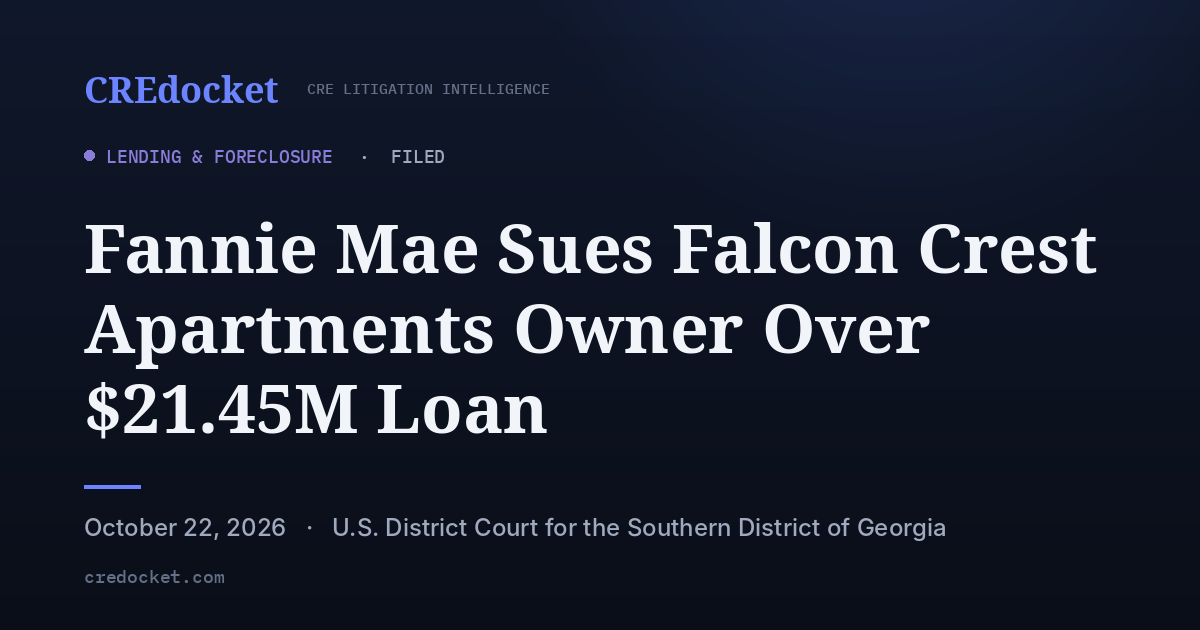 CREdocket CRE LITIGATION INTELLIGENCE
LENDING & FORECLOSURE · FILED
Fannie Mae Sues Falcon Crest
Apartments Owner Over
$21.45M Loan
October 22, 2026 · U.S. District Court for the Southern District of Georgia
credocket.com